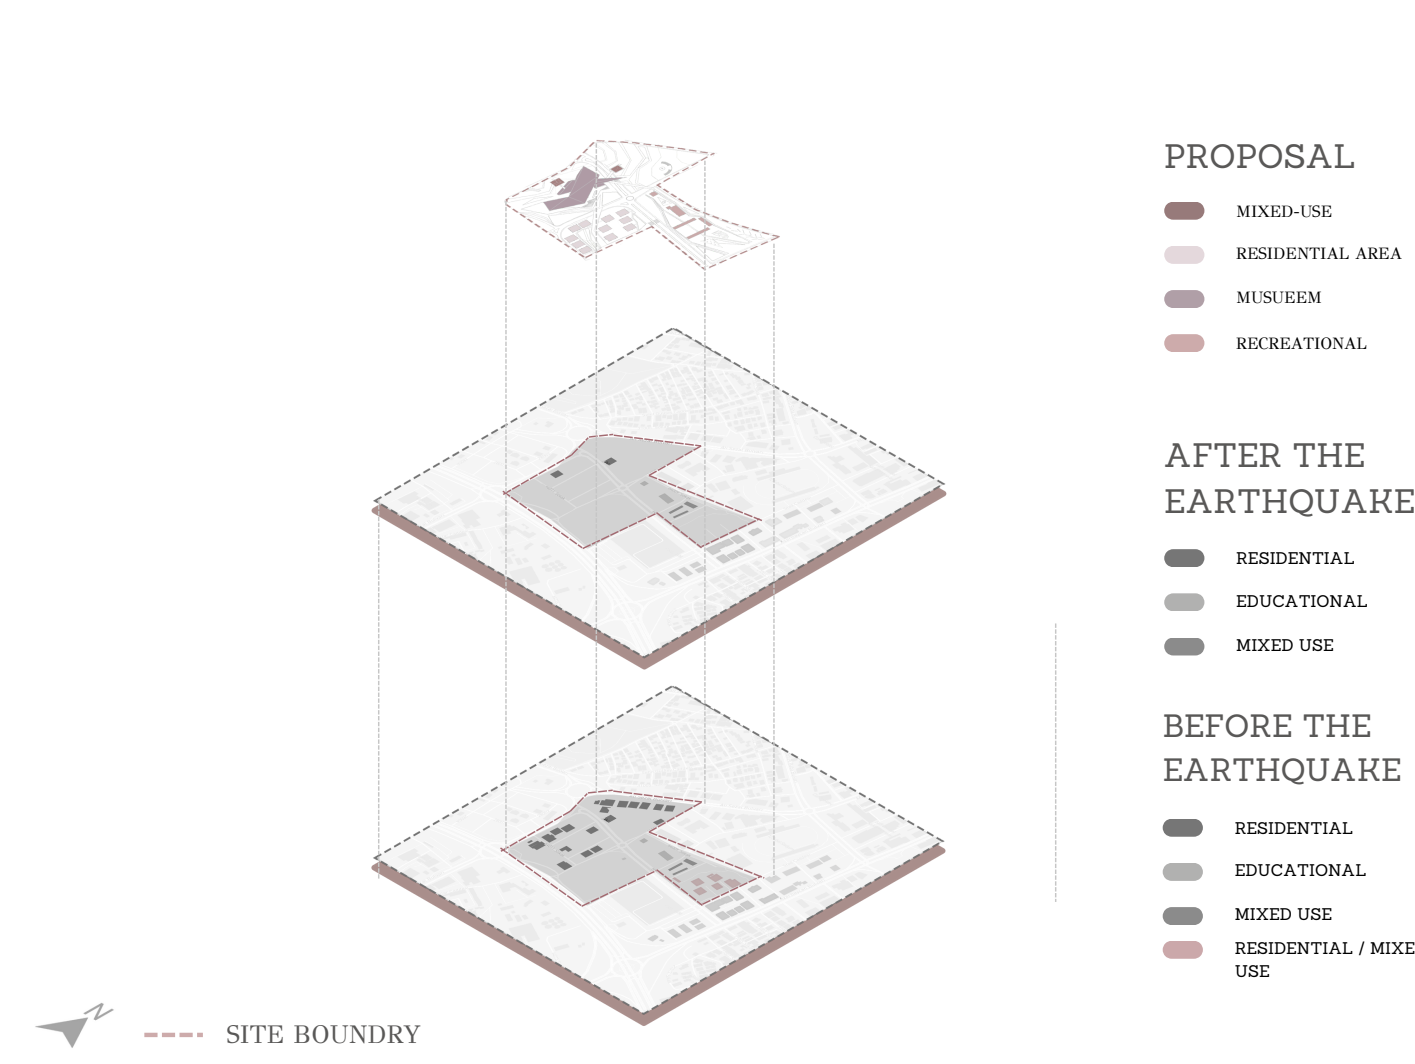 PROPOSAL
MIXED-USE
RESIDENTIAL AREA
MUSUEEM
RECREATIONAL
AFTER THE
EARTHQUAKE
RESIDENTIAL
EDUCATIONAL
MIXED USE
BEFORE THE
EARTHQUAKE
RESIDENTIAL
EDUCATIONAL
MIXED USE
RESIDENTIAL / MIXE
USE
N
SITE BOUNDRY